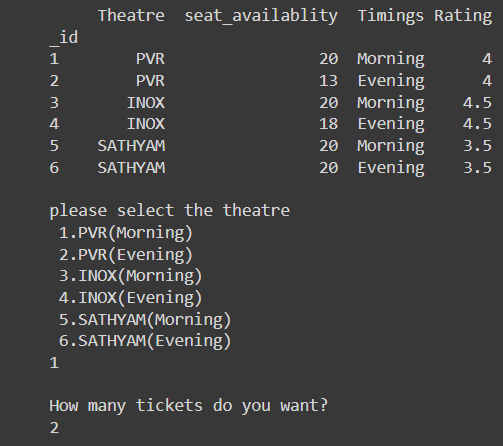 Theatre seat_availablity Timings Rating
_id
1 PVR 20 Morning 4
2 PVR 13 Evening 4
3 INOX 20 Morning 4.5
4 INOX 18 Evening 4.5
5 SATHYAM 20 Morning 3.5
6 SATHYAM 20 Evening 3.5
please select the theatre
1.PVR(Morning)
2.PVR(Evening)
3.INOX(Morning)
4.INOX(Evening)
5.SATHYAM(Morning)
6.SATHYAM(Evening)
1
How many tickets do you want?
2